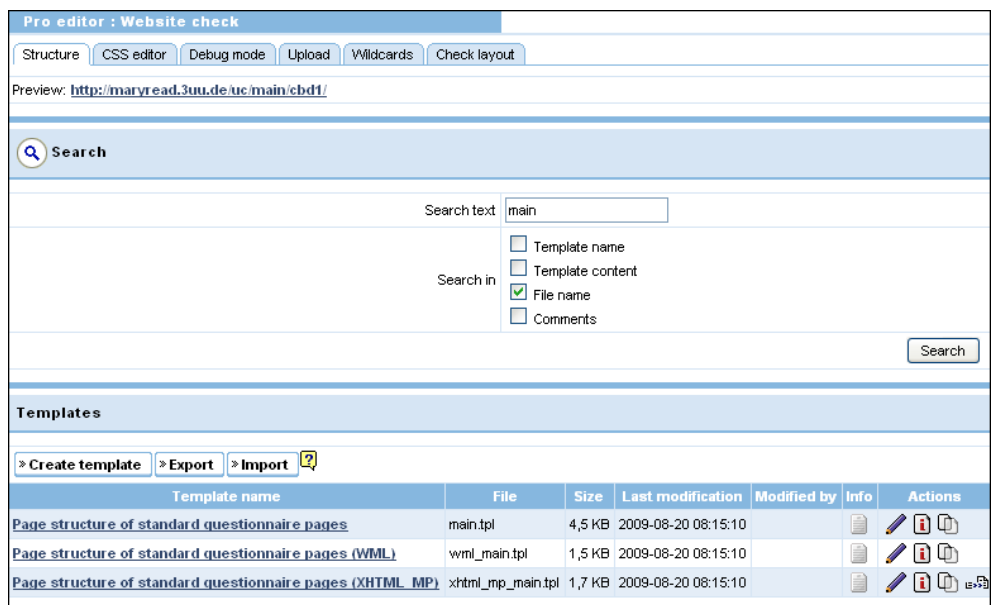 Pro editor : Website check
Structure CSS editor Debug mode Upload Wildcards Check layout
Preview: http://maryread.3uu.de/uc/main/cbd1/
Search
Search text main
Search in
Template name
Template content
File name
Comments
Search
Templates
» Create template » Export » Import ?
Template name File Size Last modification Modified by Info Actions
Page structure of standard questionnaire pages main.tpl 4,5 KB 2009-08-20 08:15:10
Page structure of standard questionnaire pages (WML) wml_main.tpl 1,5 KB 2009-08-20 08:15:10
Page structure of standard questionnaire pages (XHTML_MP) xhtml_mp_main.tpl 1,7 KB 2009-08-20 08:15:10